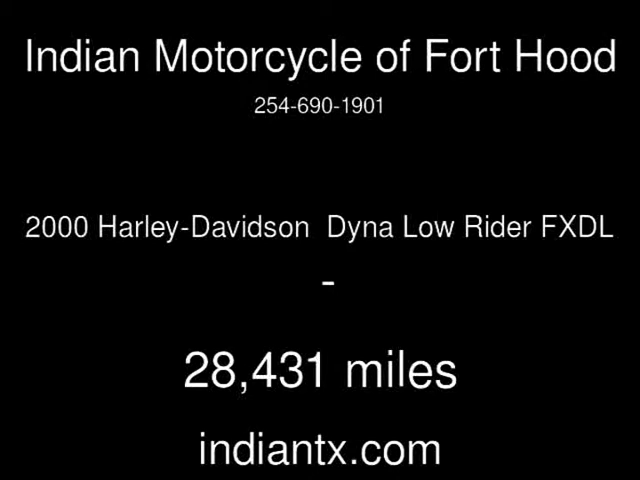 Indian Motorcycle of Fort Hood
254-690-1901
2000 Harley-Davidson  Dyna Low Rider FXDL
-
28,431 miles
indiantx.com